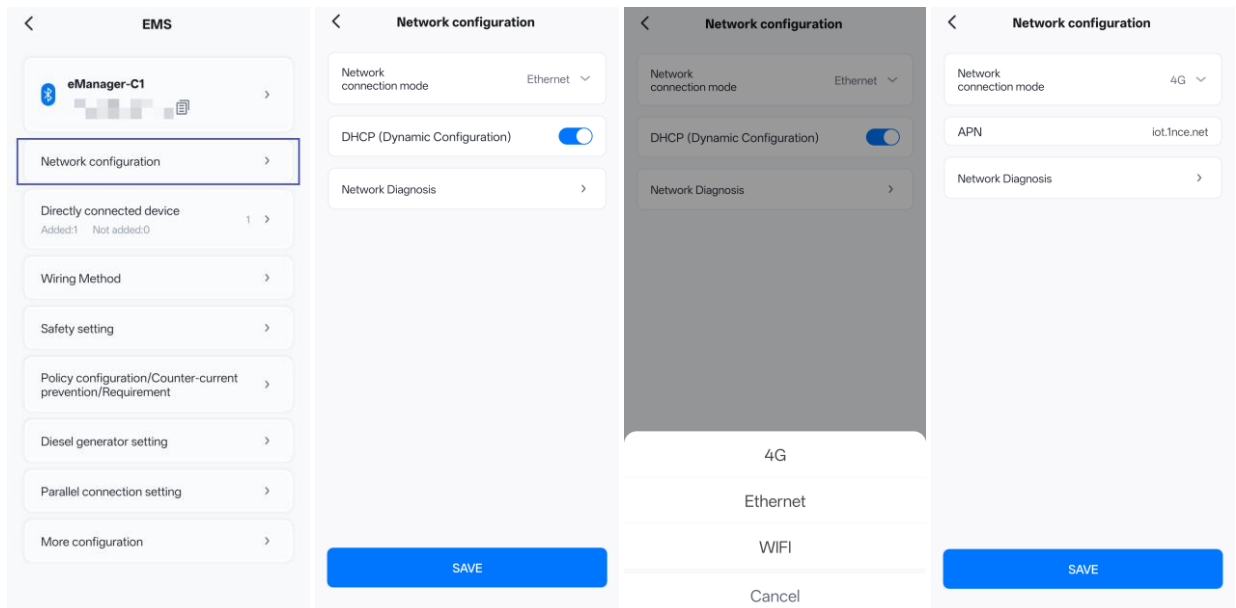 EMS
eManager-C1
Network configuration
Directly connected device
1
Added:1 Not added:0
Wiring Method
Safety setting
Policy configuration/Counter-current
prevention/Requirement
Diesel generator setting
Parallel connection setting
More configuration
Network configuration
Network
connection mode
Ethernet
DHCP (Dynamic Configuration)
Network Diagnosis
SAVE
Network configuration
Network
connection mode
Ethernet
DHCP (Dynamic Configuration)
Network Diagnosis
4G
Ethernet
WIFI
Cancel
Network configuration
Network
connection mode
4G
APN iot.1nce.net
Network Diagnosis
SAVE